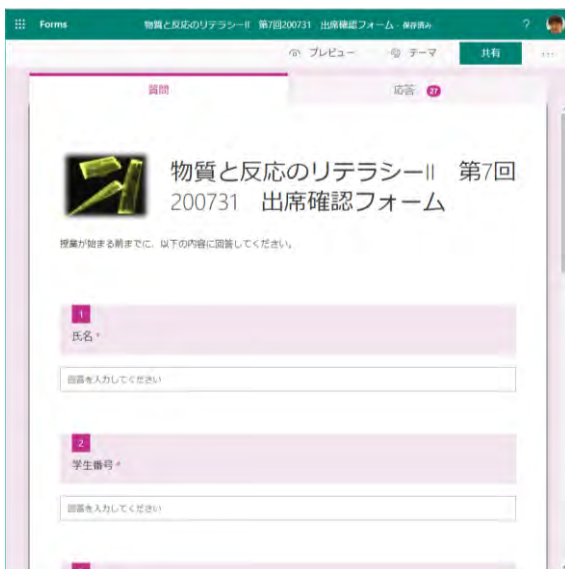 Forms 物質と反応のリテラシーII 第7回200731 出席確認フォーム - 保存済み ?
プレビュー テーマ 共有 ...
質問 応答 27
物質と反応のリテラシーII 第7回
200731 出席確認フォーム
授業が始まる前までに、以下の内容に回答してください。
1
氏名 *
回答を入力してください
2
学生番号 *
回答を入力してください